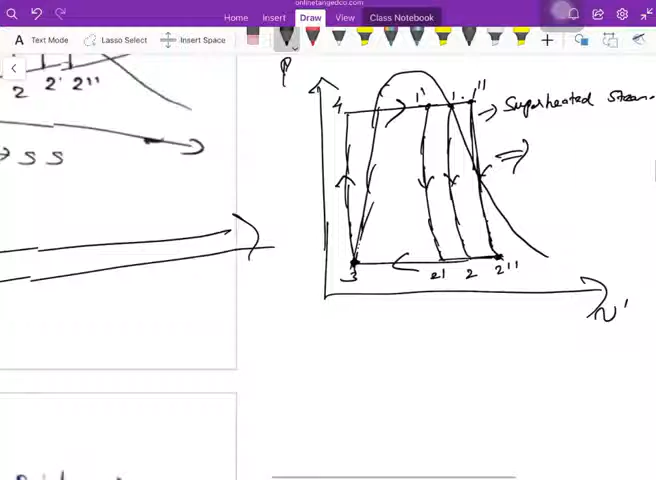 onlinetangedco.com
Home Insert Draw View Class Notebook
A Text Mode Lasso Select Insert Space
2 2' 2''
SS
P
4 1' 1 1''
Superheated Steam
3 2' 2 2''